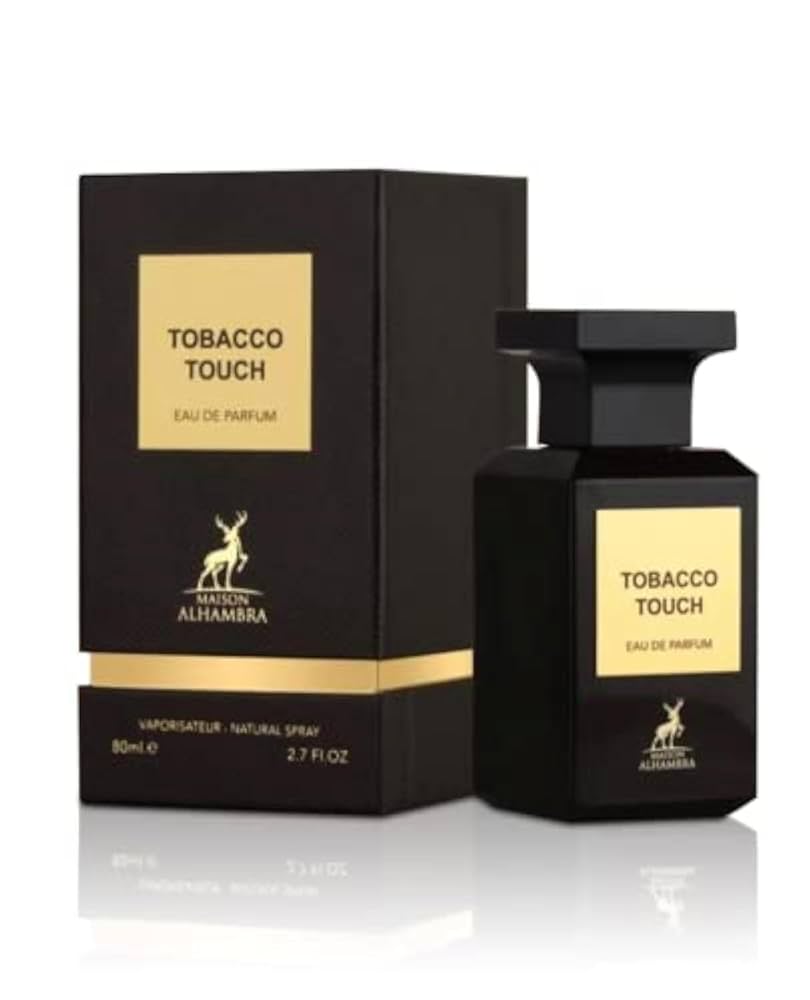 TOBACCO
TOUCH
EAU DE PARFUM
MAISON
ALHAMBRA
VAPORISATEUR - NATURAL SPRAY
80ml.e
2.7 Fl.OZ
TOBACCO
TOUCH
EAU DE PARFUM
MAISON
ALHAMBRA